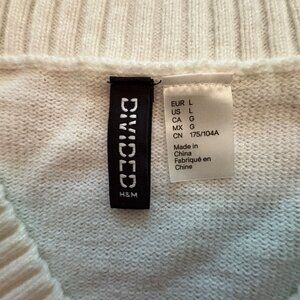 DIVIDED
H&M
EUR L
US L
CA G
MX G
CN 175/104A
Made in
China
Fabriqué en
Chine